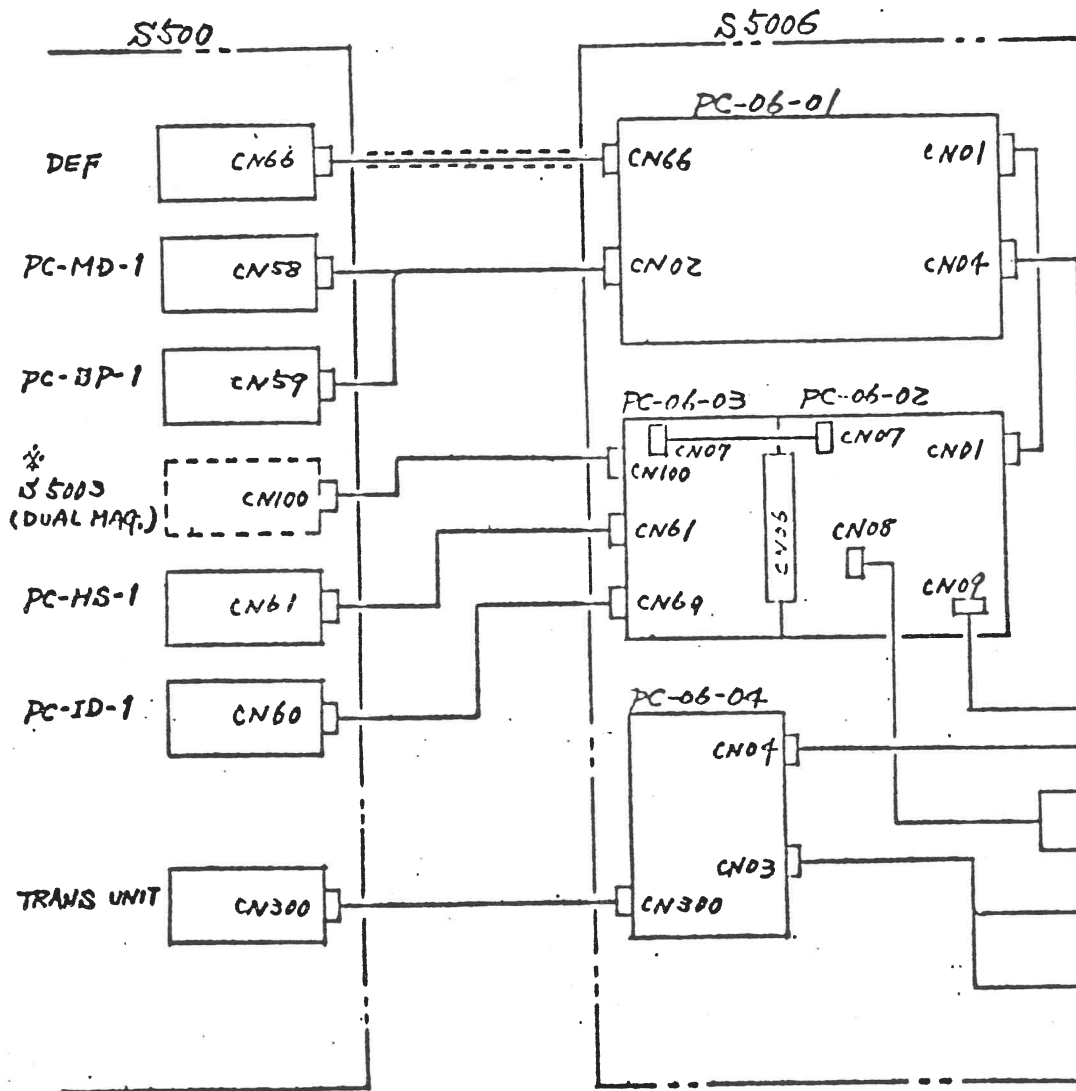 S500
S5006
PC-06-01
DEF
CN66
CN66
CN01
PC-MD-1
CN58
CN02
CN04
PC-BP-1
CN59
PC-06-03
PC-06-02
CN07
CN07
CN01
※
S5003
(DUAL MAG.)
CN100
CN100
CN61
CN08
PC-HS-1
CN61
CN69
CN09
PC-ID-1
CN60
PC-06-04
CN04
CN03
TRANS UNIT
CN300
CN300